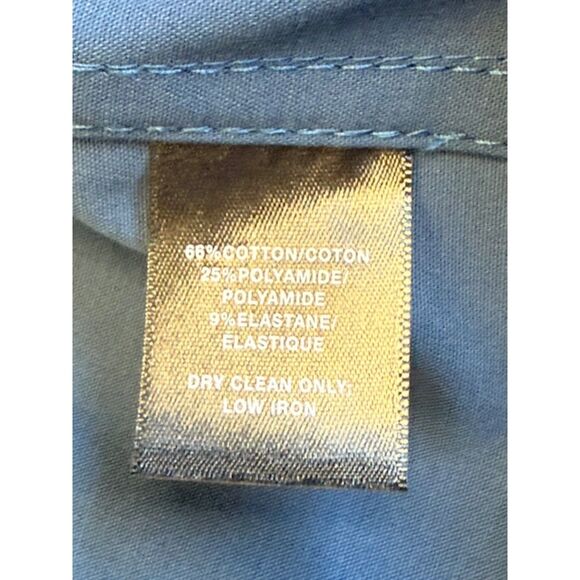 66%COTTON/COTON
25%POLYAMIDE/
POLYAMIDE
9%ELASTANE/
ELASTIQUE
DRY CLEAN ONLY:
LOW IRON